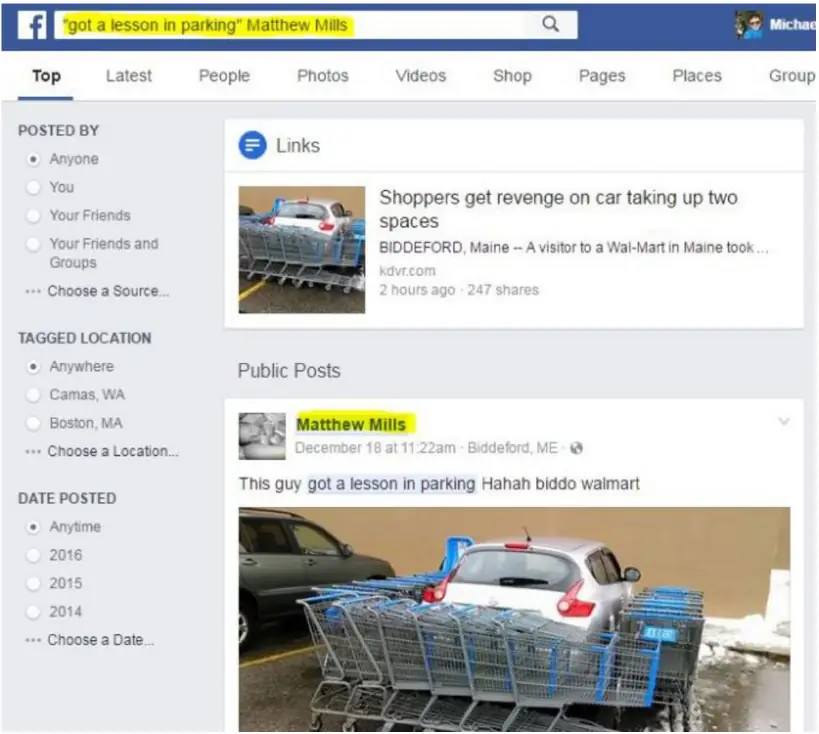 f "got a lesson in parking" Matthew Mills Michae
Top Latest People Photos Videos Shop Pages Places Group
POSTED BY
Anyone
You
Your Friends
Your Friends and
Groups
Choose a Source...
TAGGED LOCATION
Anywhere
Camas, WA
Boston, MA
Choose a Location...
DATE POSTED
Anytime
2016
2015
2014
Choose a Date...
Links
Shoppers get revenge on car taking up two
spaces
BIDDEFORD, Maine -- A visitor to a Wal-Mart in Maine took ...
kdvr.com
2 hours ago · 247 shares
Public Posts
Matthew Mills
December 18 at 11:22am · Biddeford, ME ·
This guy got a lesson in parking Hahah biddo walmart